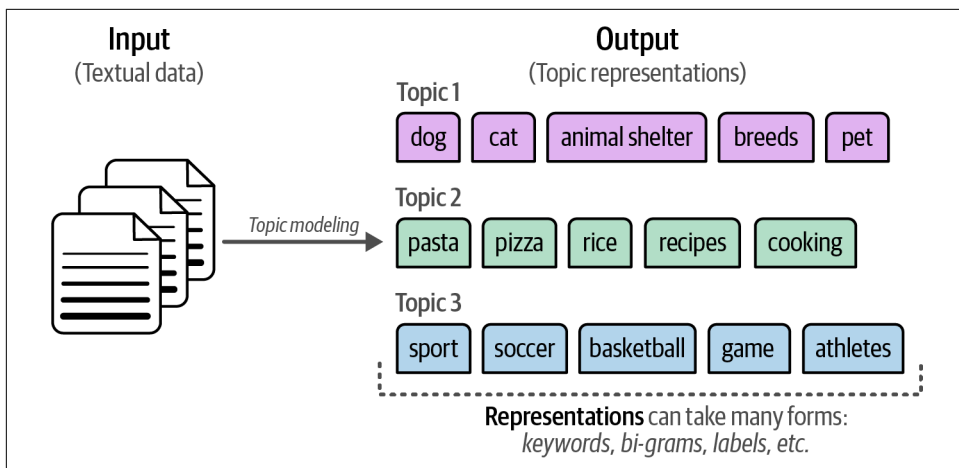 Input
(Textual data)
Output
(Topic representations)
Topic 1
dog cat animal shelter breeds pet
Topic modeling
Topic 2
pasta pizza rice recipes cooking
Topic 3
sport soccer basketball game athletes
Representations can take many forms:
keywords, bi-grams, labels, etc.